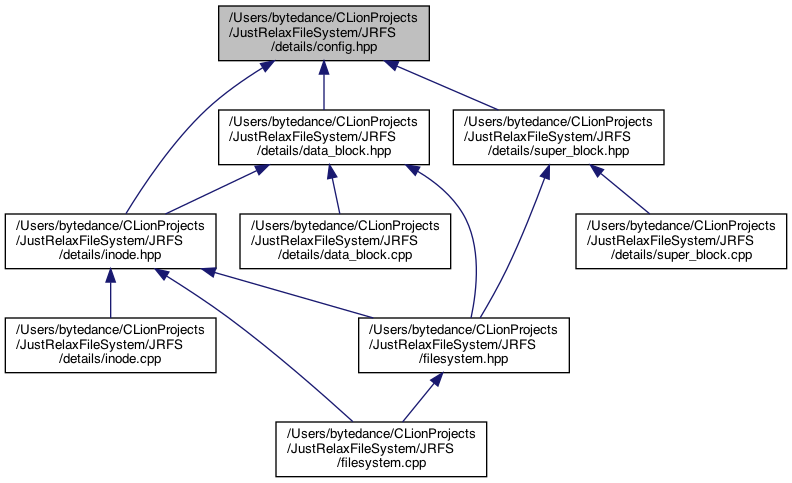 /Users/bytedance/CLionProjects
/JustRelaxFileSystem/JRFS
/details/config.hpp
/Users/bytedance/CLionProjects
/JustRelaxFileSystem/JRFS
/details/data_block.hpp
/Users/bytedance/CLionProjects
/JustRelaxFileSystem/JRFS
/details/super_block.hpp
/Users/bytedance/CLionProjects
/JustRelaxFileSystem/JRFS
/details/inode.hpp
/Users/bytedance/CLionProjects
/JustRelaxFileSystem/JRFS
/details/data_block.cpp
/Users/bytedance/CLionProjects
/JustRelaxFileSystem/JRFS
/details/super_block.cpp
/Users/bytedance/CLionProjects
/JustRelaxFileSystem/JRFS
/details/inode.cpp
/Users/bytedance/CLionProjects
/JustRelaxFileSystem/JRFS
/filesystem.hpp
/Users/bytedance/CLionProjects
/JustRelaxFileSystem/JRFS
/filesystem.cpp